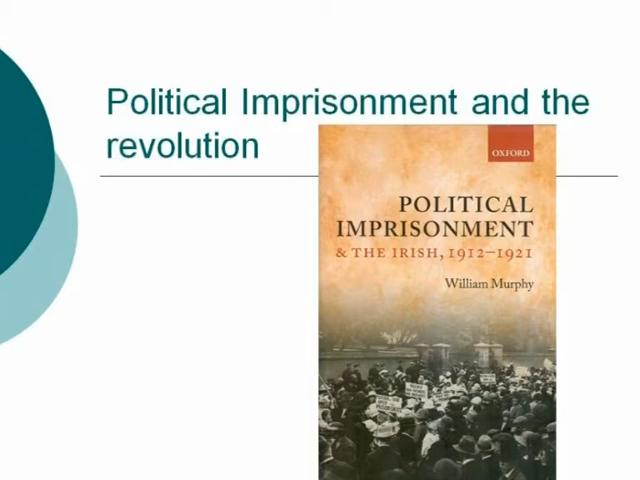 Political Imprisonment and the
revolution
OXFORD
POLITICAL
IMPRISONMENT
& THE IRISH, 1912–1921
William Murphy